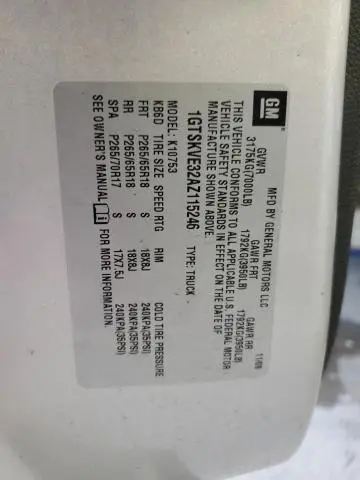 GM MFD BY GENERAL MOTORS LLC 11/09
GVWR GAWR FRT GAWR RR
3175KG(7000LB) 1792KG(3950LB) 1792KG(3950LB)
THIS VEHICLE CONFORMS TO ALL APPLICABLE U.S. FEDERAL MOTOR
VEHICLE SAFETY STANDARDS IN EFFECT ON THE DATE OF
MANUFACTURE SHOWN ABOVE.
1GTSKVE32AZ115246 TYPE: TRUCK
MODEL: K10753
KB6D TIRE SIZE SPEED RTG RIM COLD TIRE PRESSURE
FRT P265/65R18 S 18X8J 240KPA(35PSI)
RR P265/65R18 S 18X8J 240KPA(35PSI)
SPA P265/70R17 S 17X7.5J 240KPA(35PSI)
SEE OWNER'S MANUAL FOR MORE INFORMATION.